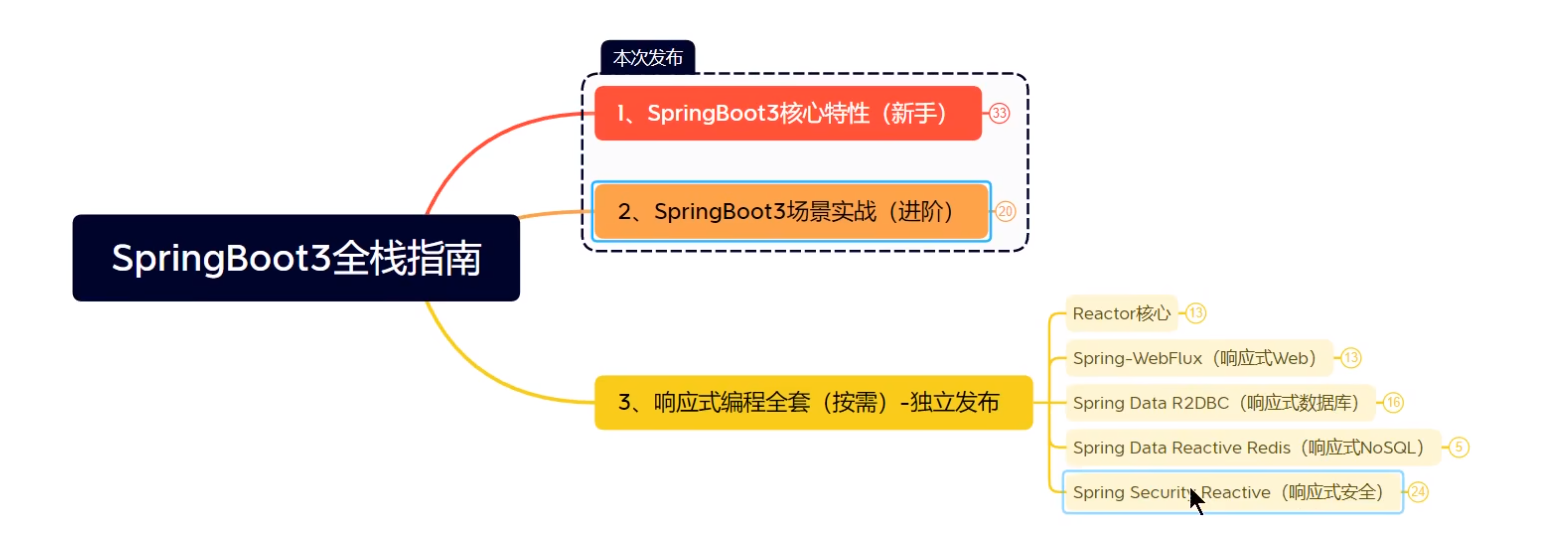 本次发布
1、SpringBoot3核心特性（新手）
33
2、SpringBoot3场景实战（进阶）
20
SpringBoot3全栈指南
3、响应式编程全套（按需）-独立发布
Reactor核心
13
Spring-WebFlux（响应式Web）
13
Spring Data R2DBC（响应式数据库）
16
Spring Data Reactive Redis（响应式NoSQL）
5
Spring Security Reactive（响应式安全）
24